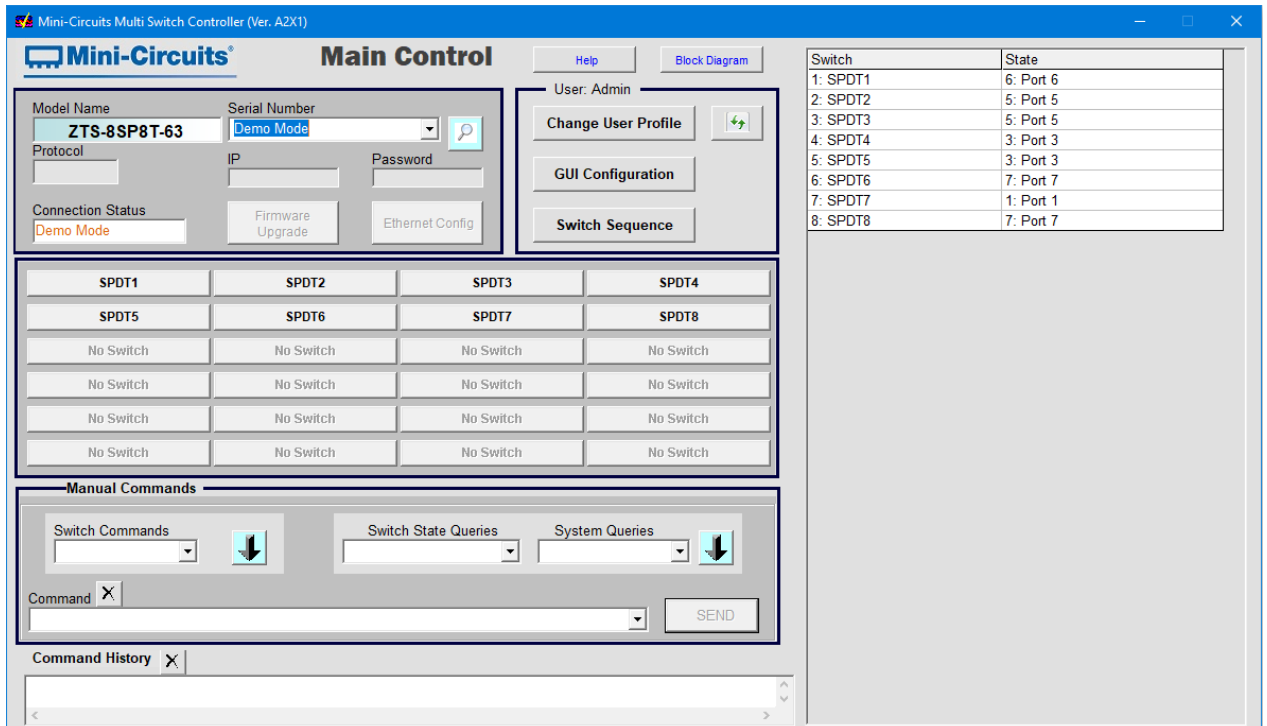 Mini-Circuits Multi Switch Controller (Ver. A2X1)
Mini-Circuits®
Main Control
Help
Block Diagram
Model Name
ZTS-8SP8T-63
Serial Number
Demo Mode
Protocol
IP
Password
Connection Status
Demo Mode
Firmware
Upgrade
Ethernet Config
User: Admin
Change User Profile
GUI Configuration
Switch Sequence
SPDT1 SPDT2 SPDT3 SPDT4
SPDT5 SPDT6 SPDT7 SPDT8
No Switch No Switch No Switch No Switch
No Switch No Switch No Switch No Switch
No Switch No Switch No Switch No Switch
No Switch No Switch No Switch No Switch
Manual Commands
Switch Commands
Switch State Queries
System Queries
Command
SEND
Command History
Switch State
1: SPDT1 6: Port 6
2: SPDT2 5: Port 5
3: SPDT3 5: Port 5
4: SPDT4 3: Port 3
5: SPDT5 3: Port 3
6: SPDT6 7: Port 7
7: SPDT7 1: Port 1
8: SPDT8 7: Port 7